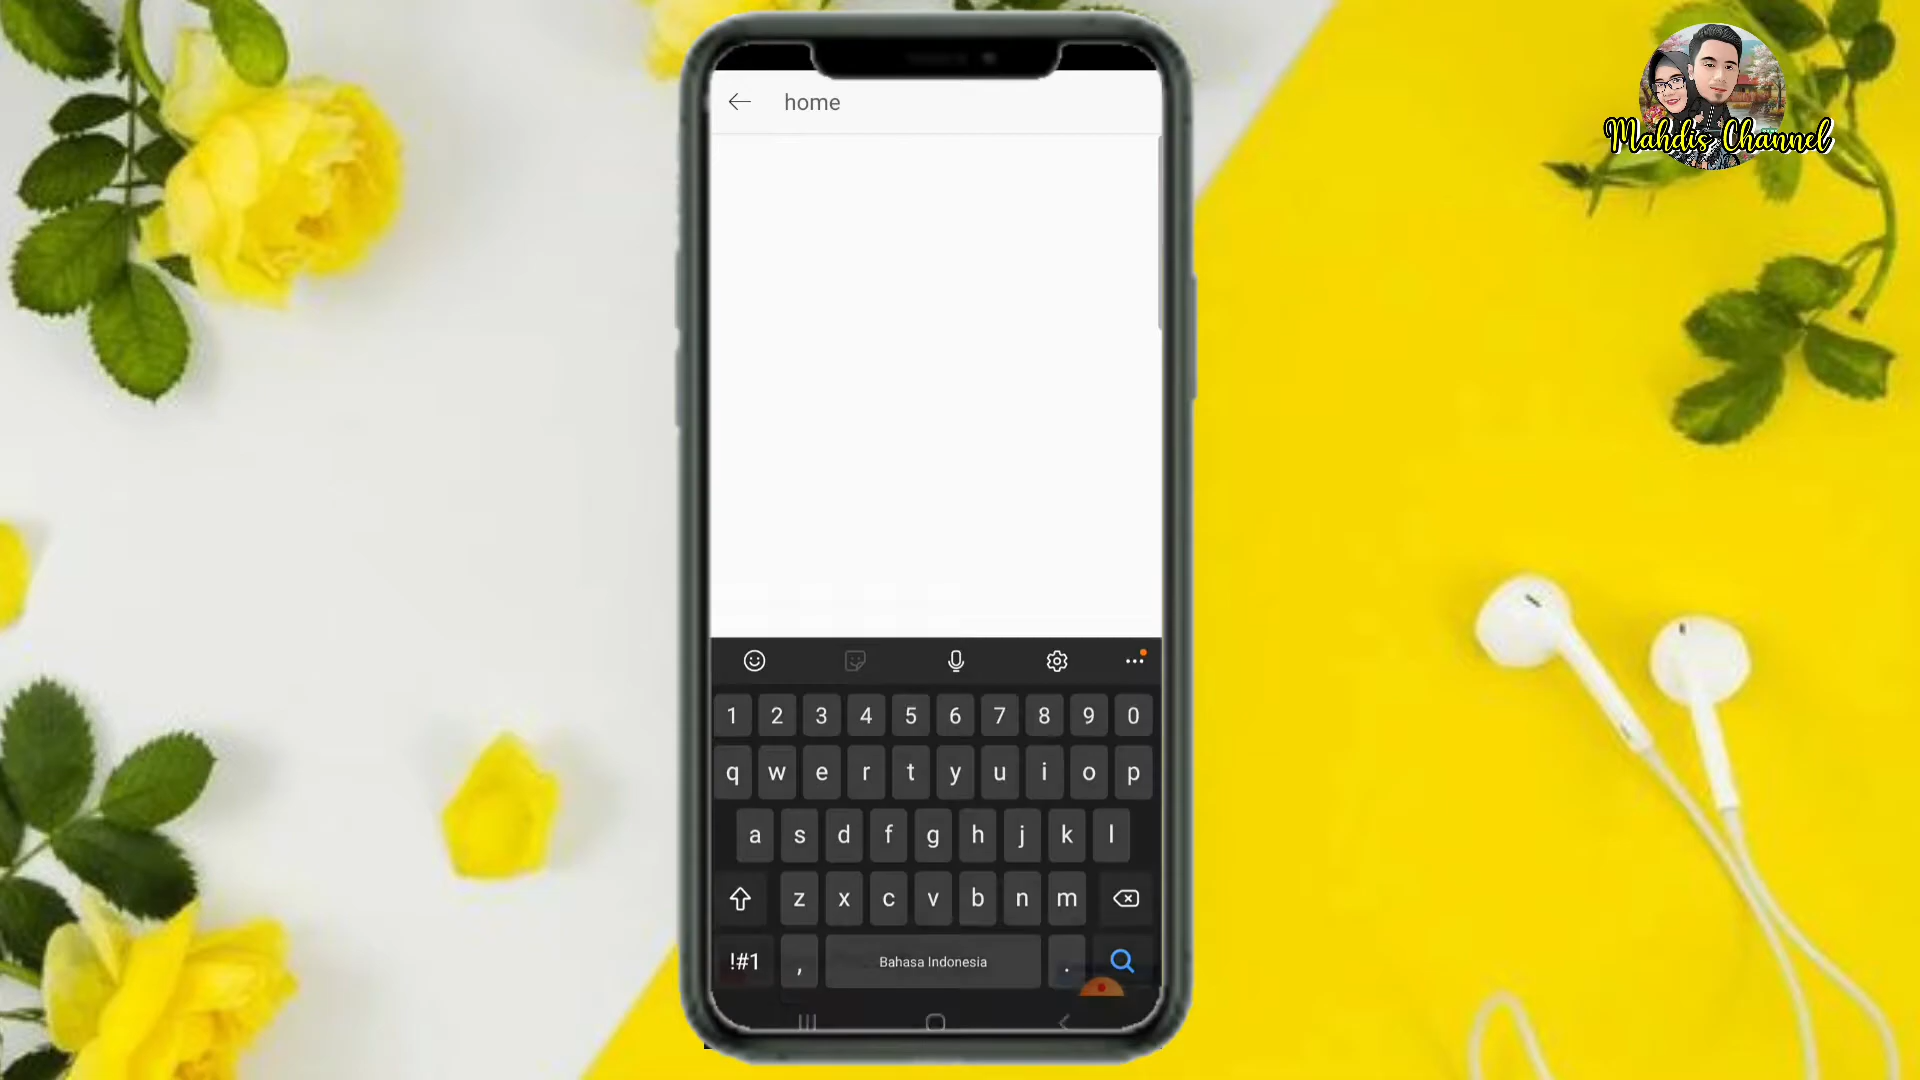 home
Mahdis Channel
1 2 3 4 5 6 7 8 9 0
q w e r t y u i o p
a s d f g h j k l
z x c v b n m
!#1 , Bahasa Indonesia .